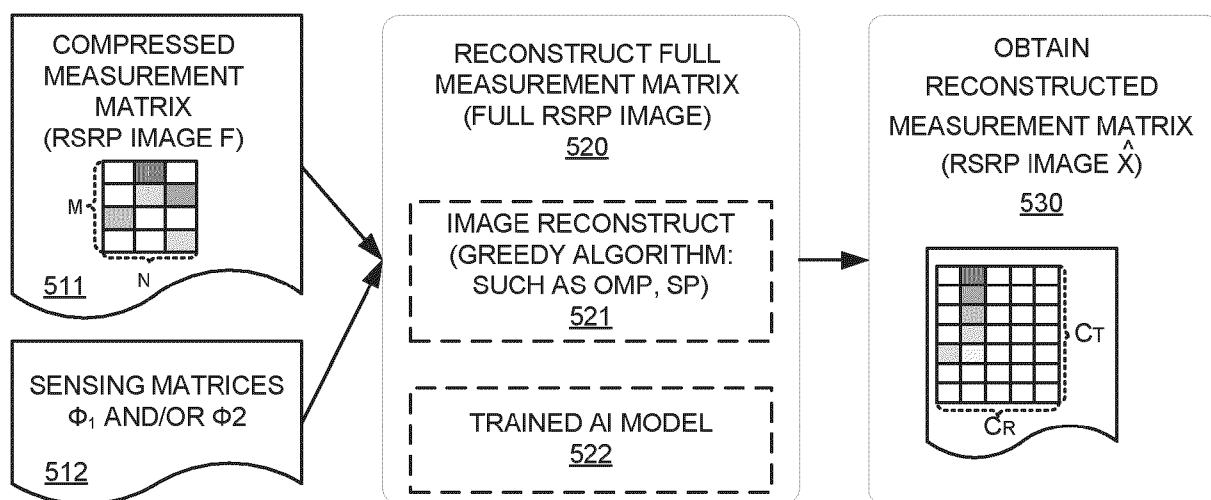 COMPRESSED
MEASUREMENT
MATRIX
(RSRP IMAGE F)
M
N
511
SENSING MATRICES
Φ₁ AND/OR Φ2
512
RECONSTRUCT FULL
MEASUREMENT MATRIX
(FULL RSRP IMAGE)
520
IMAGE RECONSTRUCT
(GREEDY ALGORITHM:
SUCH AS OMP, SP)
521
TRAINED AI MODEL
522
OBTAIN
RECONSTRUCTED
MEASUREMENT MATRIX
(RSRP IMAGE X̂)
530
CT
CR